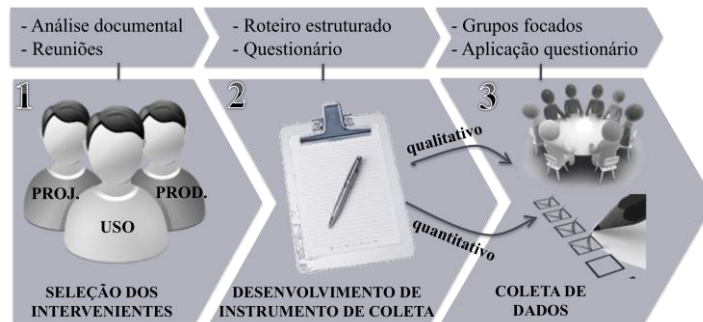 - Análise documental
- Reuniões
- Roteiro estruturado
- Questionário
- Grupos focados
- Aplicação questionário
1
2
3
PROJ.
PROD.
USO
qualitativo
quantitativo
SELEÇÃO DOS
INTERVENIENTES
DESENVOLVIMENTO DE
INSTRUMENTO DE COLETA
COLETA DE
DADOS